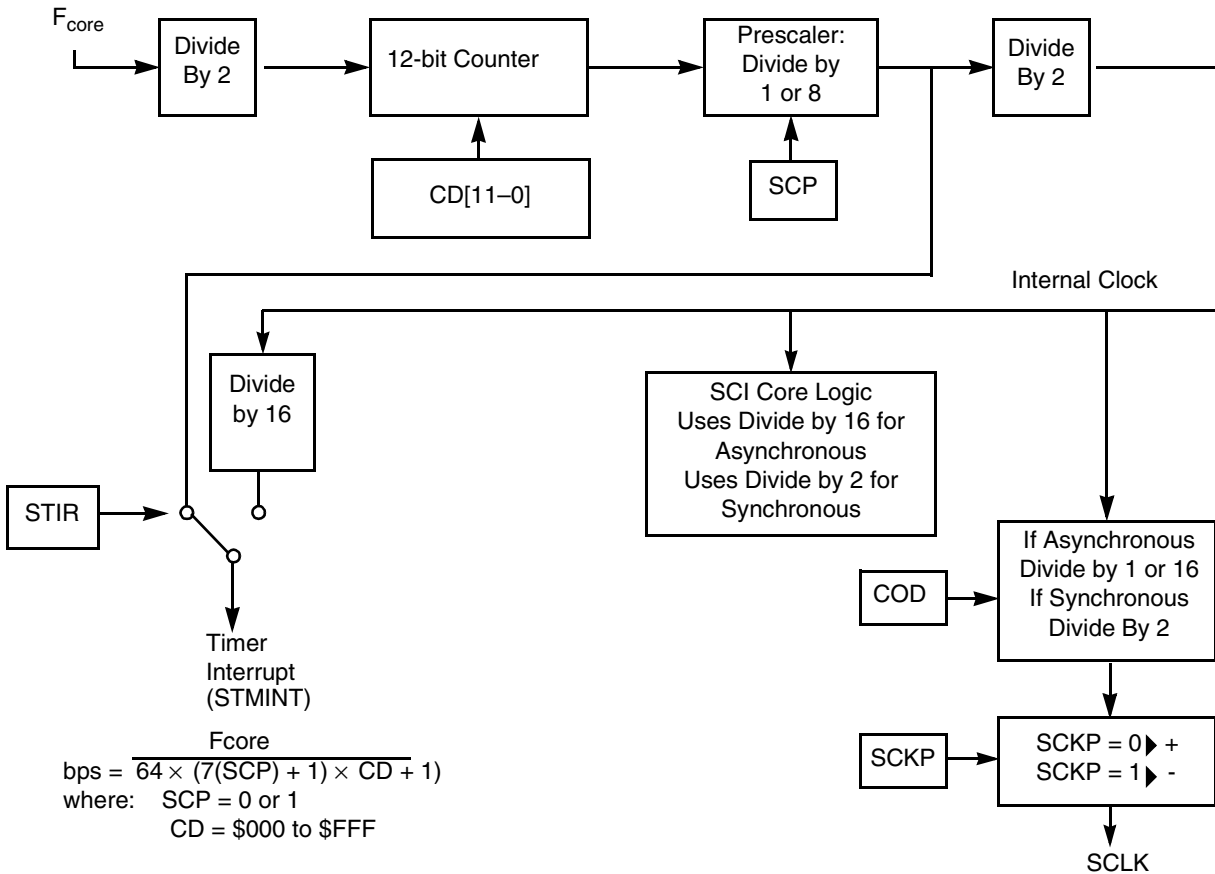 Fcore
Divide
By 2
12-bit Counter
Prescaler:
Divide by
1 or 8
Divide
By 2
CD[11–0]
SCP
Internal Clock
Divide
by 16
SCI Core Logic
Uses Divide by 16 for
Asynchronous
Uses Divide by 2 for
Synchronous
STIR
If Asynchronous
Divide by 1 or 16
If Synchronous
Divide By 2
COD
Timer
Interrupt
(STMINT)
SCKP
SCKP = 0 +
SCKP = 1 -
Fcore
bps = 64 × (7(SCP) + 1) × CD + 1)
where: SCP = 0 or 1
CD = $000 to $FFF
SCLK